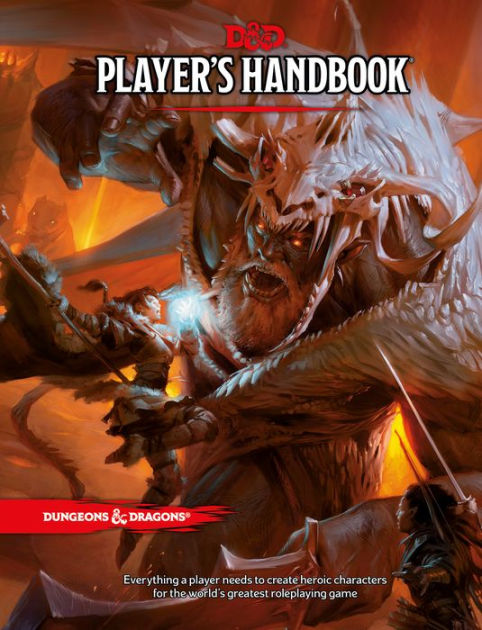 D&D
PLAYER'S HANDBOOK®
DUNGEONS & DRAGONS®
Everything a player needs to create heroic characters
for the world's greatest roleplaying game